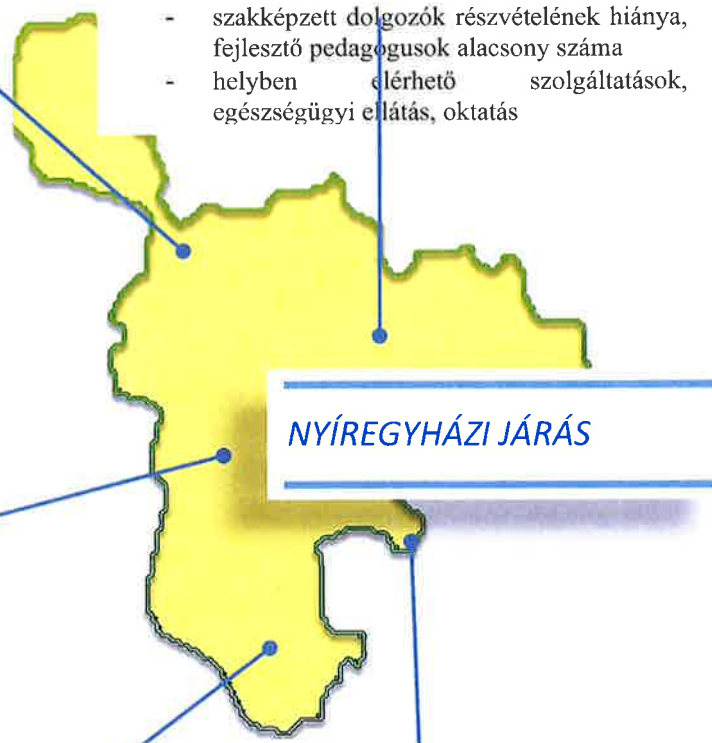 - szakképzett dolgozók részvételének hiánya,
fejlesztő pedagógusok alacsony száma
- helyben elérhető szolgáltatások,
egészségügyi ellátás, oktatás
NYÍREGYHÁZI JÁRÁS